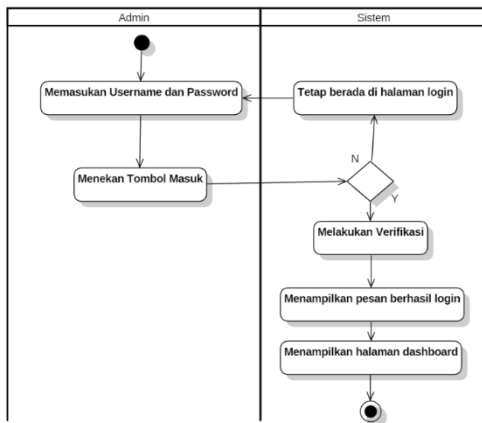 Admin
Sistem
Memasukan Username dan Password
Tetap berada di halaman login
N
Menekan Tombol Masuk
Y
Melakukan Verifikasi
Menampilkan pesan berhasil login
Menampilkan halaman dashboard